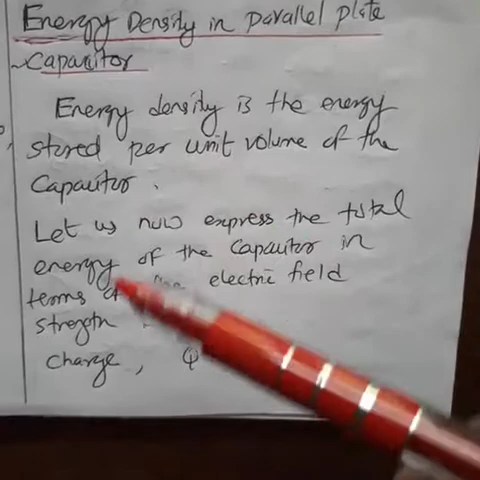 Energy Density in parallel plate
Capacitor
Energy density is the energy
stored per unit volume of the
Capacitor.
Let us now express the total
energy of the Capacitor in
terms electric field
strength
charge, Q